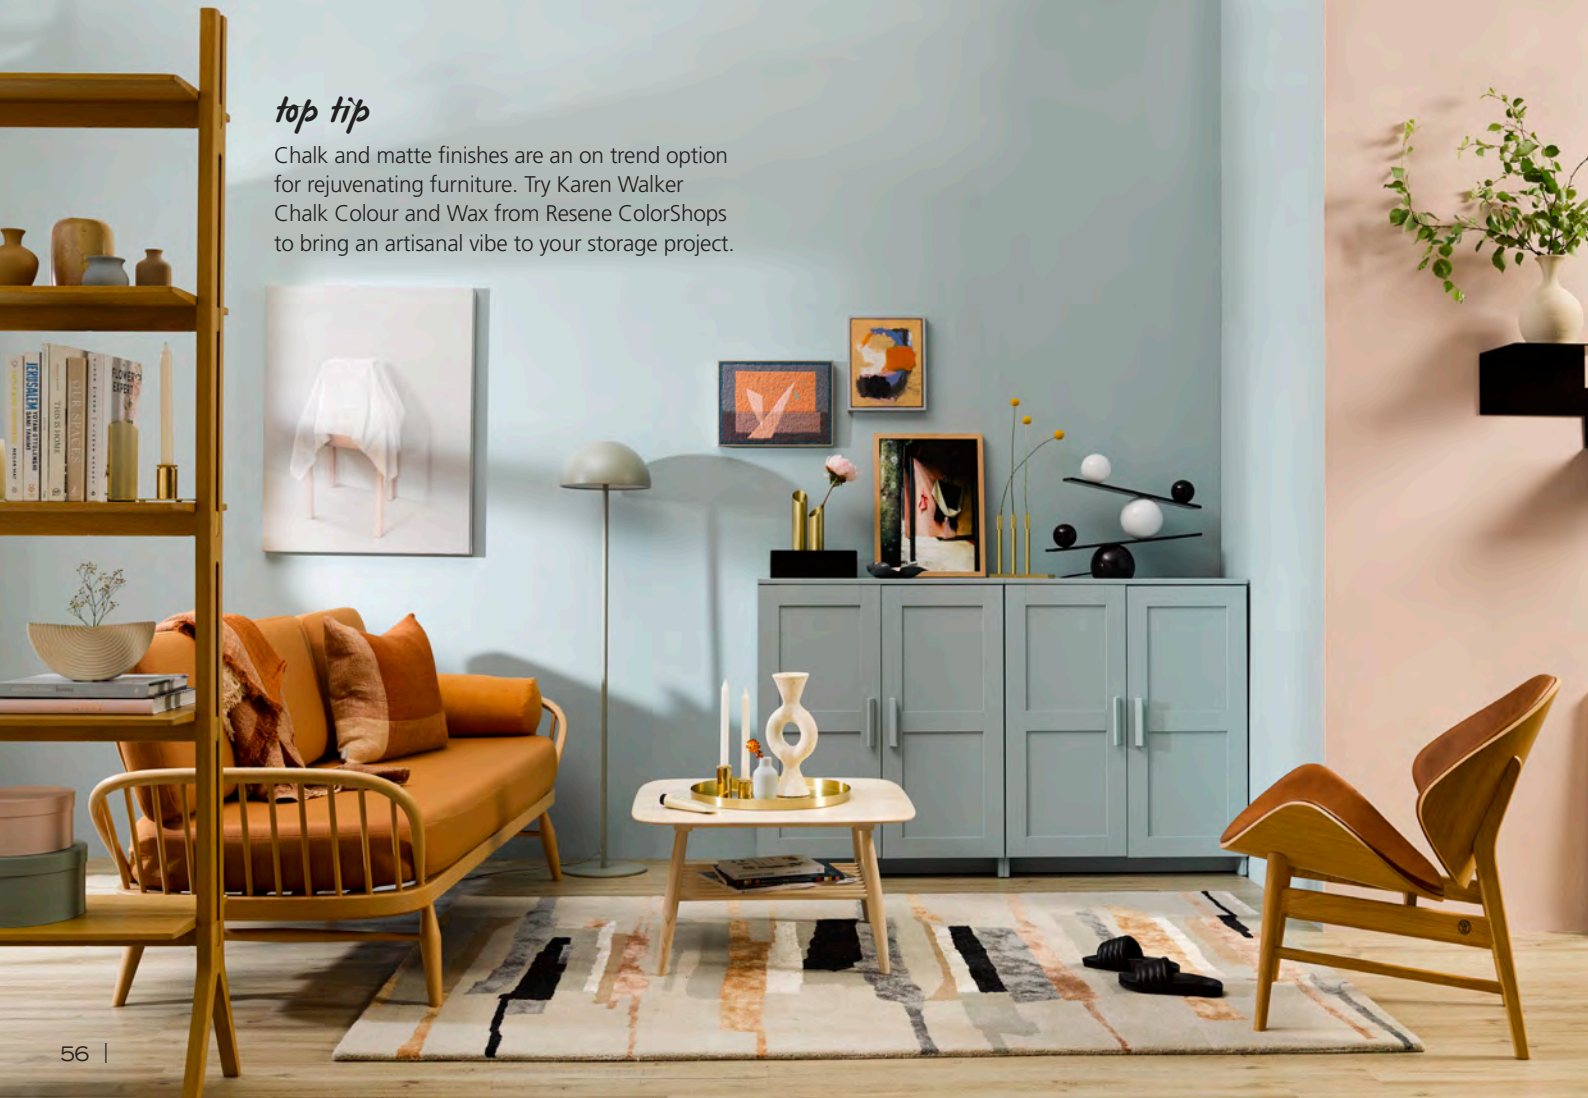 top tip
Chalk and matte finishes are an on trend option
for rejuvenating furniture. Try Karen Walker
Chalk Colour and Wax from Resene ColorShops
to bring an artisanal vibe to your storage project.
JERUSALEM
THIS IS HOME
OUR SPACES
FLOWER
EXPERT
56 |